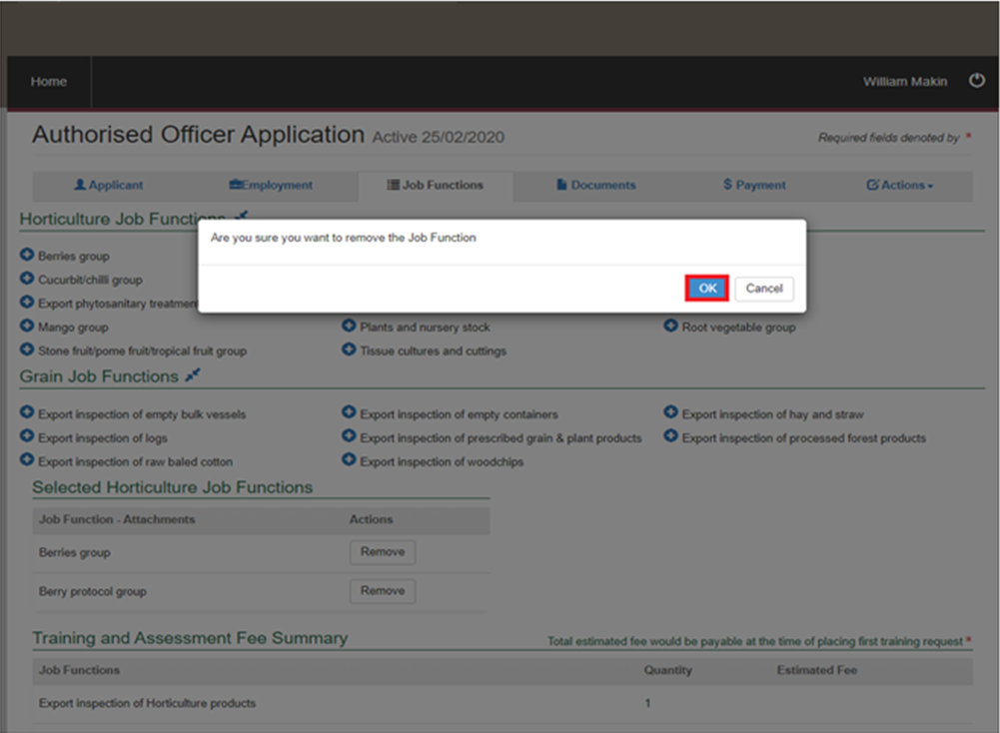 Home
William Makin
Authorised Officer Application Active 25/02/2020
Required fields denoted by *
Applicant
Employment
Job Functions
Documents
$ Payment
Actions
Horticulture Job Functions
Are you sure you want to remove the Job Function
OK
Cancel
Berries group
Cucurbit/chilli group
Export phytosanitary treatment
Mango group
Plants and nursery stock
Root vegetable group
Stone fruit/pome fruit/tropical fruit group
Tissue cultures and cuttings
Grain Job Functions
Export inspection of empty bulk vessels
Export inspection of empty containers
Export inspection of hay and straw
Export inspection of logs
Export inspection of prescribed grain & plant products
Export inspection of processed forest products
Export inspection of raw baled cotton
Export inspection of woodchips
Selected Horticulture Job Functions
Job Function - Attachments
Actions
Berries group
Remove
Berry protocol group
Remove
Training and Assessment Fee Summary
Total estimated fee would be payable at the time of placing first training request *
Job Functions
Quantity
Estimated Fee
Export inspection of Horticulture products
1